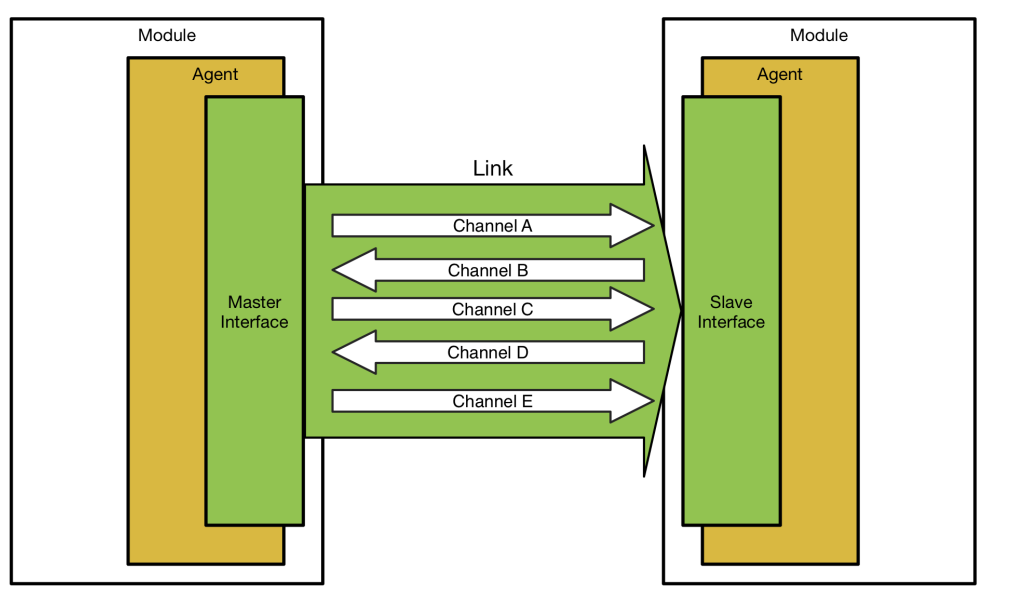 Module
Agent
Master
Interface
Link
Channel A
Channel B
Channel C
Channel D
Channel E
Module
Agent
Slave
Interface